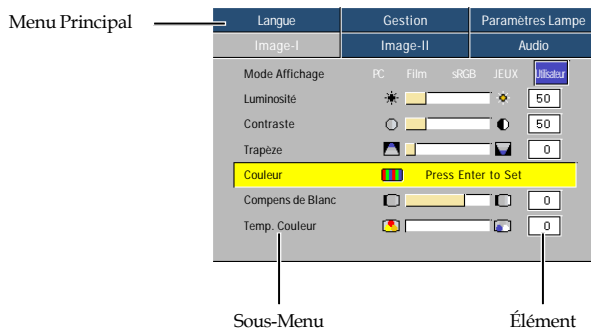 Menu Principal
Langue Gestion Paramètres Lampe
Image-I Image-II Audio
Mode Affichage PC Film sRGB JEUX Utilisateur
Luminosité 50
Contraste 50
Trapèze 0
Couleur Press Enter to Set
Compens de Blanc 0
Temp. Couleur 0
Sous-Menu Élément